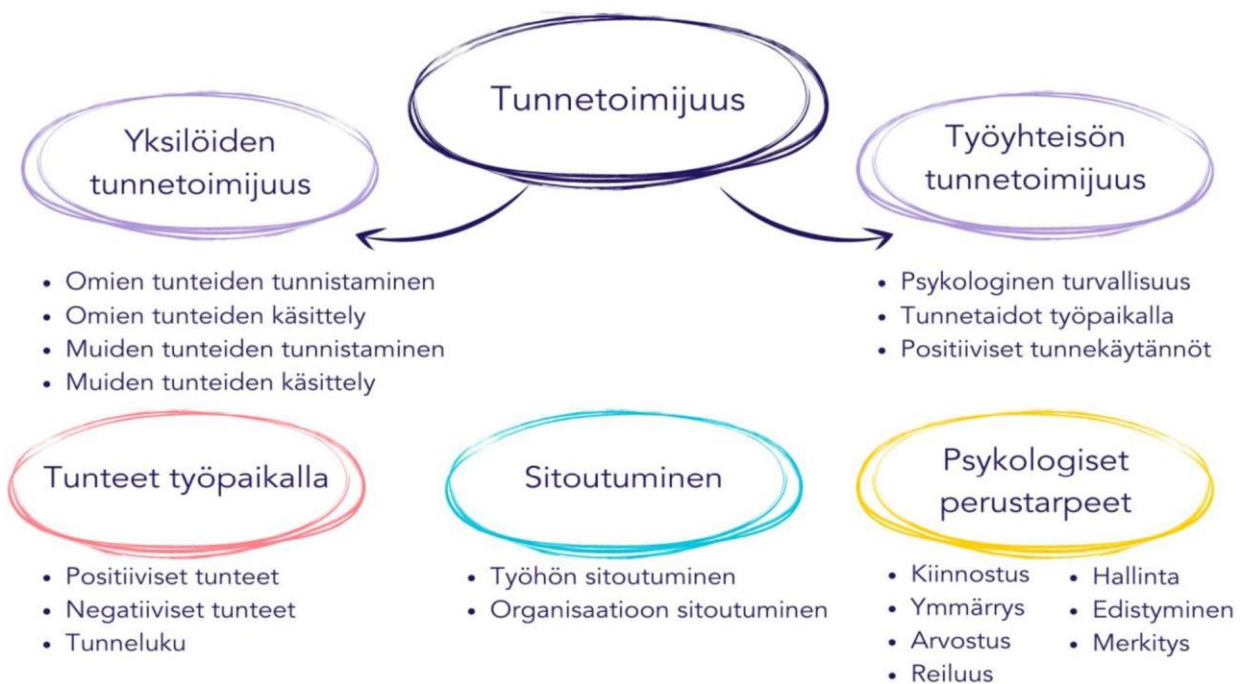 Tunnetoimijuus
Yksilöiden
tunnetoimijuus
Työyhteisön
tunnetoimijuus
• Omien tunteiden tunnistaminen
• Omien tunteiden käsittely
• Muiden tunteiden tunnistaminen
• Muiden tunteiden käsittely
• Psykologinen turvallisuus
• Tunnetaidot työpaikalla
• Positiiviset tunnekäytännöt
Tunteet työpaikalla
• Positiiviset tunteet
• Negatiiviset tunteet
• Tunneluku
Sitoutuminen
• Työhön sitoutuminen
• Organisaatioon sitoutuminen
Psykologiset
perustarpeet
• Kiinnostus
• Ymmärrys
• Arvostus
• Reiluus
• Hallinta
• Edistyminen
• Merkitys